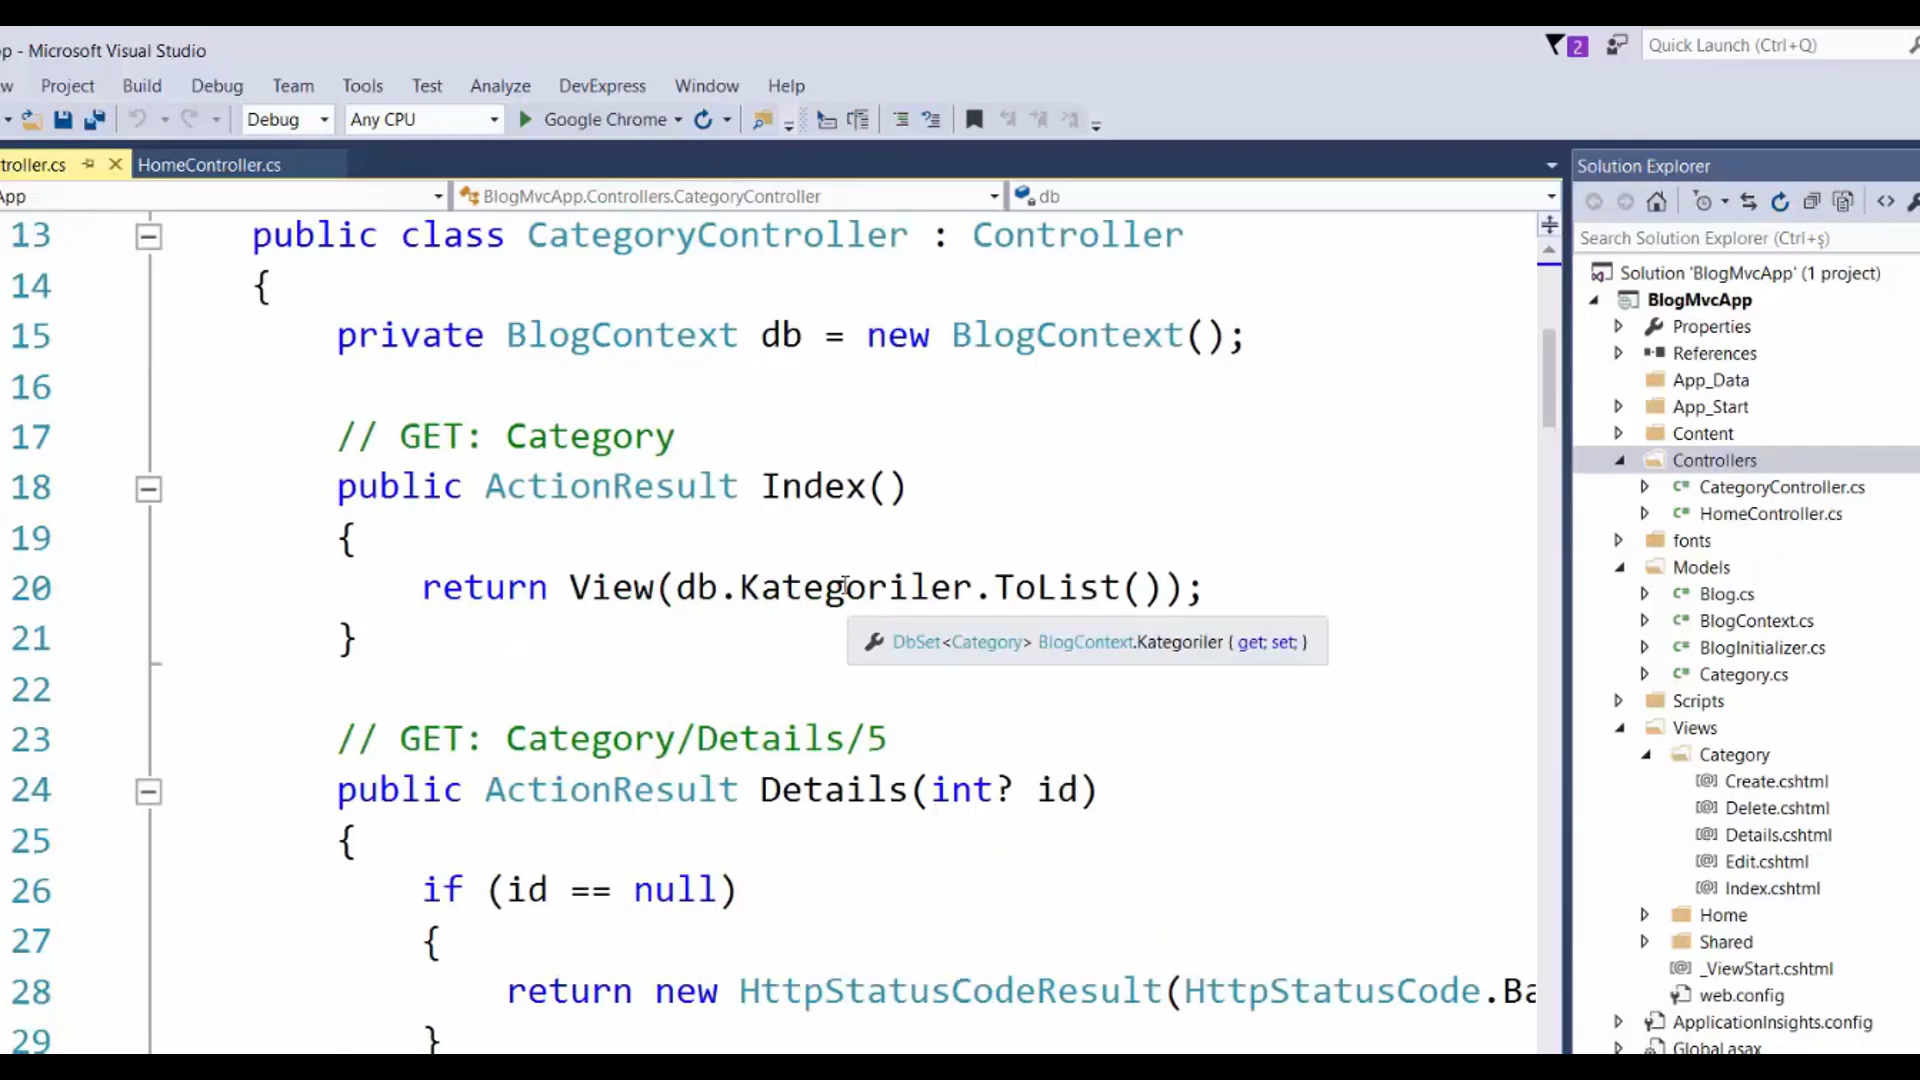 p - Microsoft Visual Studio
2
Quick Launch (Ctrl+Q)
w Project Build Debug Team Tools Test Analyze DevExpress Window Help
Debug Any CPU Google Chrome
troller.cs HomeController.cs
App BlogMvcApp.Controllers.CategoryController db
13 public class CategoryController : Controller
14 {
15 private BlogContext db = new BlogContext();
16
17 // GET: Category
18 public ActionResult Index()
19 {
20 return View(db.Kategoriler.ToList());
21 }
DbSet<Category> BlogContext.Kategoriler { get; set; }
22
23 // GET: Category/Details/5
24 public ActionResult Details(int? id)
25 {
26 if (id == null)
27 {
28 return new HttpStatusCodeResult(HttpStatusCode.Ba
29 }
Solution Explorer
Search Solution Explorer (Ctrl+ş)
Solution 'BlogMvcApp' (1 project)
BlogMvcApp
Properties
References
App_Data
App_Start
Content
Controllers
C# CategoryController.cs
C# HomeController.cs
fonts
Models
C# Blog.cs
C# BlogContext.cs
C# BlogInitializer.cs
C# Category.cs
Scripts
Views
Category
[@] Create.cshtml
[@] Delete.cshtml
[@] Details.cshtml
[@] Edit.cshtml
[@] Index.cshtml
Home
Shared
[@] _ViewStart.cshtml
web.config
ApplicationInsights.config
Global.asax